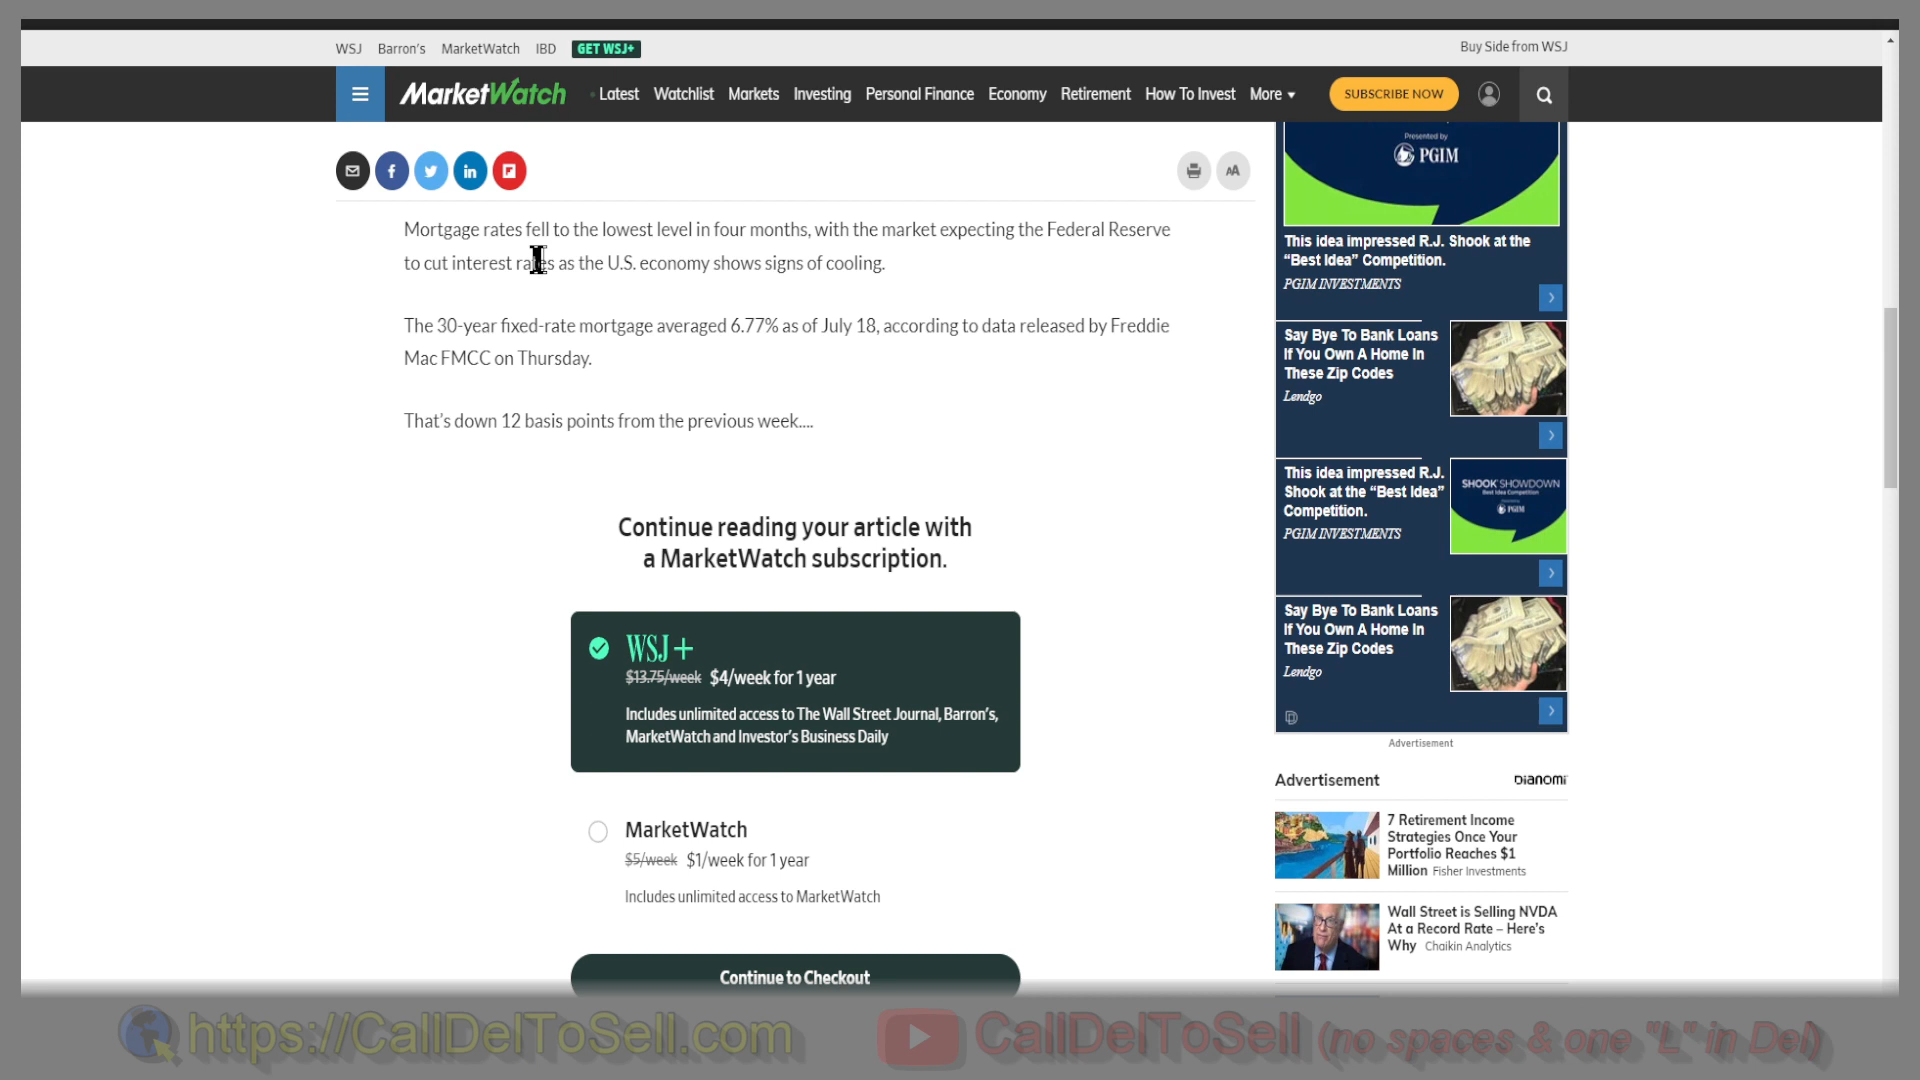 WSJ Barron's MarketWatch IBD GET WSJ+ Buy Side from WSJ
MarketWatch Latest Watchlist Markets Investing Personal Finance Economy Retirement How To Invest More SUBSCRIBE NOW
AA
Mortgage rates fell to the lowest level in four months, with the market expecting the Federal Reserve
to cut interest rates as the U.S. economy shows signs of cooling.
The 30-year fixed-rate mortgage averaged 6.77% as of July 18, according to data released by Freddie
Mac FMCC on Thursday.
That's down 12 basis points from the previous week....
Continue reading your article with
a MarketWatch subscription.
WSJ+
$13.75/week $4/week for 1 year
Includes unlimited access to The Wall Street Journal, Barron's,
MarketWatch and Investor's Business Daily
MarketWatch
$5/week $1/week for 1 year
Includes unlimited access to MarketWatch
Continue to Checkout
Presented by
PGIM
This idea impressed R.J. Shook at the
"Best Idea" Competition.
PGIM INVESTMENTS
Say Bye To Bank Loans
If You Own A Home In
These Zip Codes
Lendgo
This idea impressed R.J.
Shook at the "Best Idea"
Competition.
PGIM INVESTMENTS
SHOOK SHOWDOWN
Best Idea Competition
PGIM
Say Bye To Bank Loans
If You Own A Home In
These Zip Codes
Lendgo
Advertisement
Advertisement DIANOMI
7 Retirement Income
Strategies Once Your
Portfolio Reaches $1
Million Fisher Investments
Wall Street is Selling NVDA
At a Record Rate – Here's
Why Chaikin Analytics
https://CallDelToSell.com CallDelToSell (no spaces & one "L" in Del)